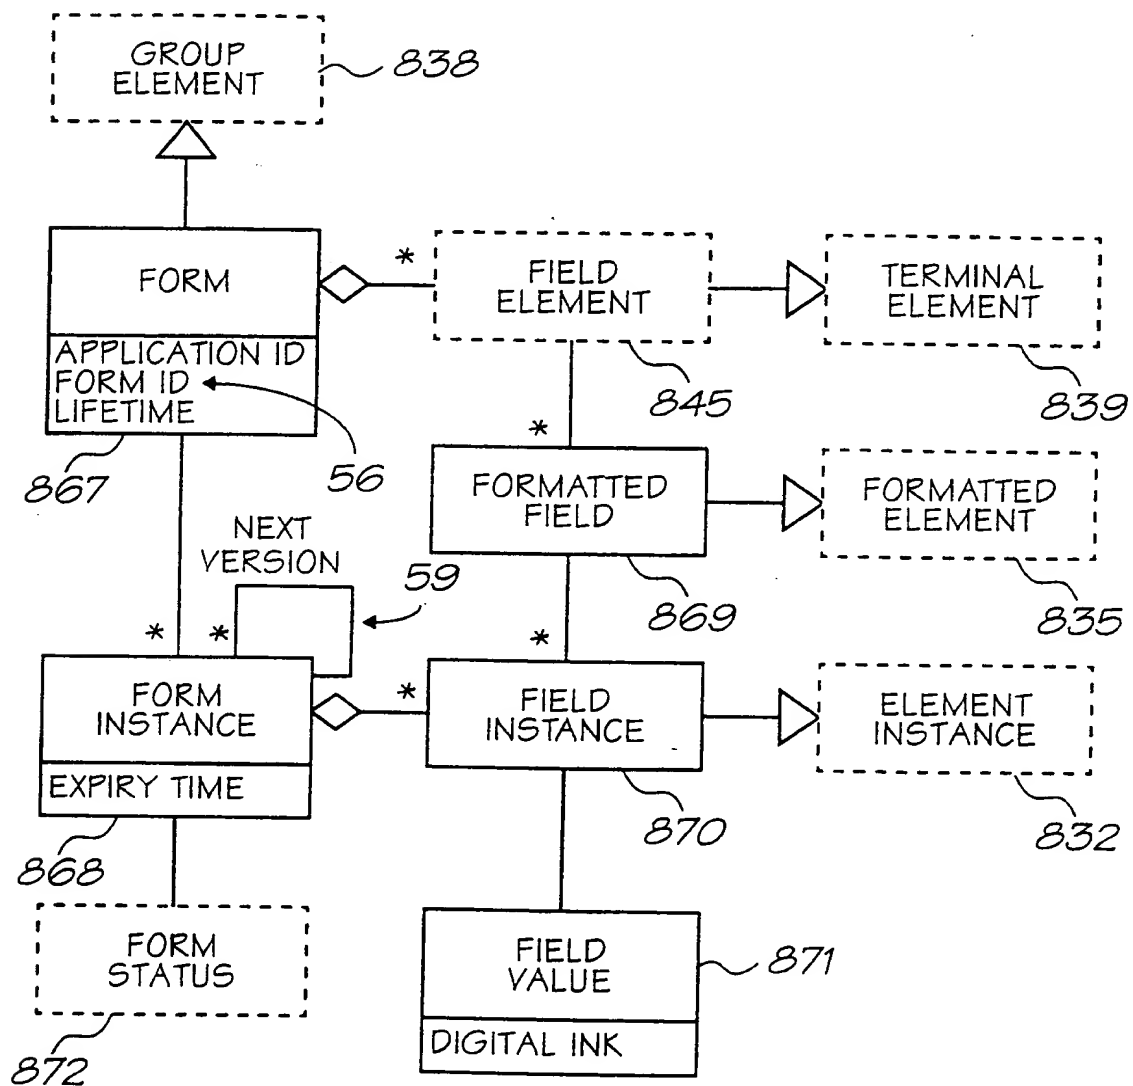 GROUP
ELEMENT
838
FORM
APPLICATION ID
FORM ID
LIFETIME
867
56
*
FIELD
ELEMENT
845
TERMINAL
ELEMENT
839
*
FORMATTED
FIELD
869
FORMATTED
ELEMENT
835
NEXT
VERSION
59
*
*
*
*
FORM
INSTANCE
EXPIRY TIME
868
FIELD
INSTANCE
870
ELEMENT
INSTANCE
832
FORM
STATUS
872
FIELD
VALUE
871
DIGITAL INK